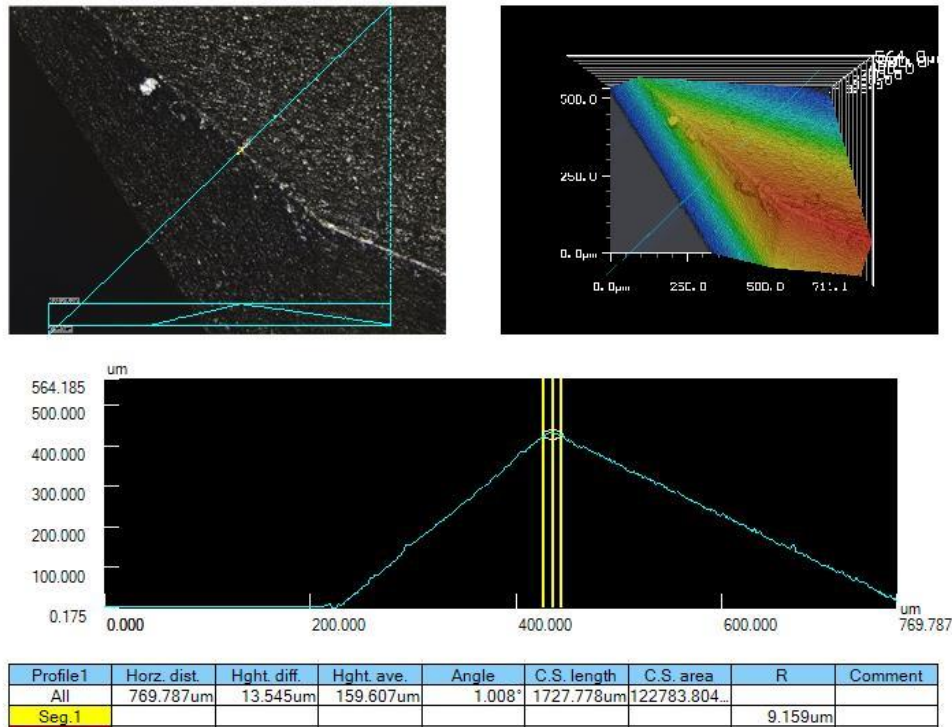 500.0
250.0
0.0μm
0.0μm 250.0 500.0 711.1
um
564.185
500.000
400.000
300.000
200.000
100.000
0.175
0.000 200.000 400.000 600.000 769.787
um
Profile1 Horz. dist. Hght. diff. Hght. ave. Angle C.S. length C.S. area R Comment
All 769.787um 13.545um 159.607um 1.008° 1727.778um 122783.804...
Seg.1 9.159um